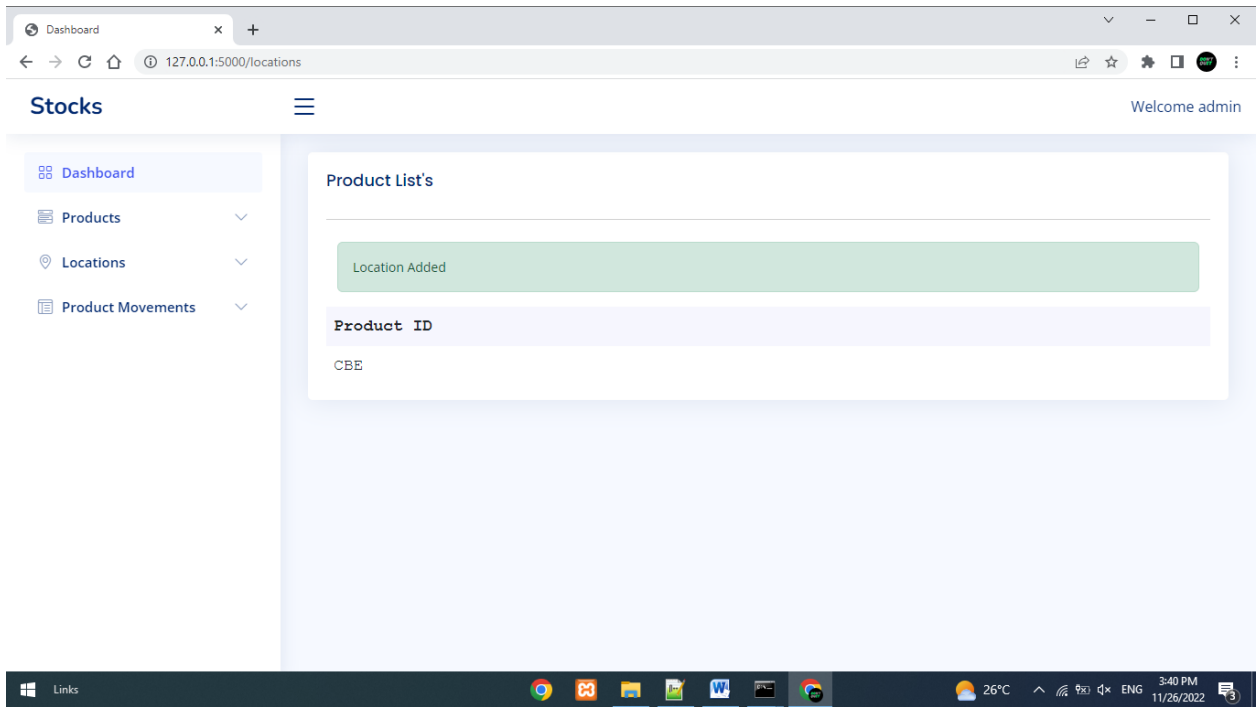 Dashboard
127.0.0.1:5000/locations
Stocks
Welcome admin
Dashboard
Products
Locations
Product Movements
Product List's
Location Added
Product ID
CBE
Links
26°C
ENG
3:40 PM
11/26/2022
3